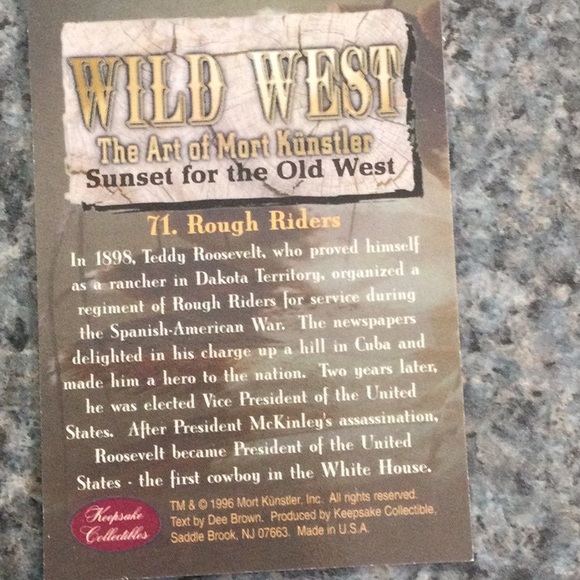 WILD WEST
The Art of Mort Künstler
Sunset for the Old West
71. Rough Riders
In 1898, Teddy Roosevelt, who proved himself
as a rancher in Dakota Territory, organized a
regiment of Rough Riders for service during
the Spanish-American War. The newspapers
delighted in his charge up a hill in Cuba and
made him a hero to the nation. Two years later,
he was elected Vice President of the United
States. After President McKinley's assassination,
Roosevelt became President of the United
States - the first cowboy in the White House.
Keepsake
Collectibles
TM & © 1996 Mort Künstler, Inc. All rights reserved.
Text by Dee Brown. Produced by Keepsake Collectible,
Saddle Brook, NJ 07663. Made in U.S.A.